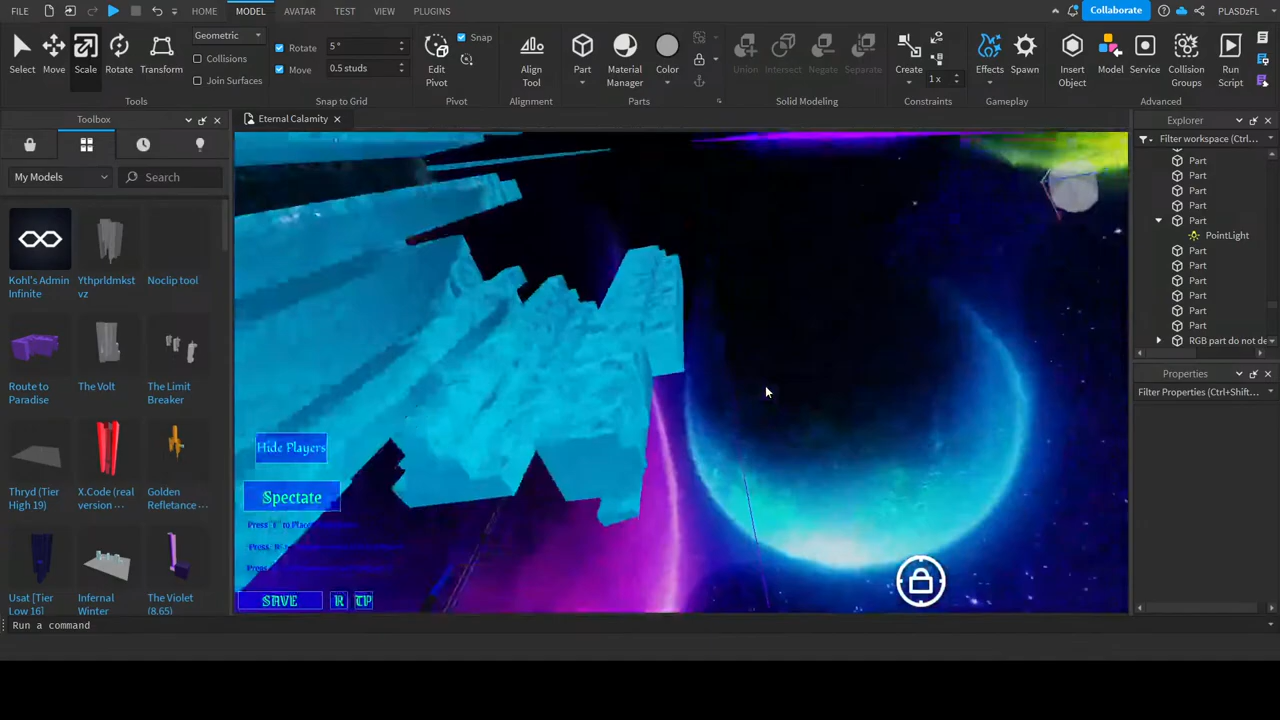 FILE
HOME
MODEL
AVATAR
TEST
VIEW
PLUGINS
Collaborate
PLASDzFL
Select
Move
Scale
Rotate
Transform
Tools
Geometric
Collisions
Join Surfaces
Rotate
5 °
Move
0.5 studs
Snap to Grid
Edit
Pivot
Snap
Pivot
Align
Tool
Alignment
Part
Material
Manager
Color
Parts
Union
Intersect
Negate
Separate
Solid Modeling
Create
1 x
Constraints
Effects
Spawn
Gameplay
Insert
Object
Model
Service
Collision
Groups
Run
Script
Advanced
Toolbox
Eternal Calamity
My Models
Search
Kohl's Admin
Infinite
Ythprldmkst
vz
Noclip tool
Route to
Paradise
The Volt
The Limit
Breaker
Thryd (Tier
High 19)
X.Code (real
version ···
Golden
Refletance ···
Usat [Tier
Low 16]
Infernal
Winter
The Violet
(8.65)
Hide Players
Spectate
SAVE
R
TP
Explorer
Filter workspace (Ctrl...
Part
Part
Part
Part
Part
PointLight
Part
Part
Part
Part
Part
Part
RGB part do not de
Properties
Filter Properties (Ctrl+Shift...
Run a command